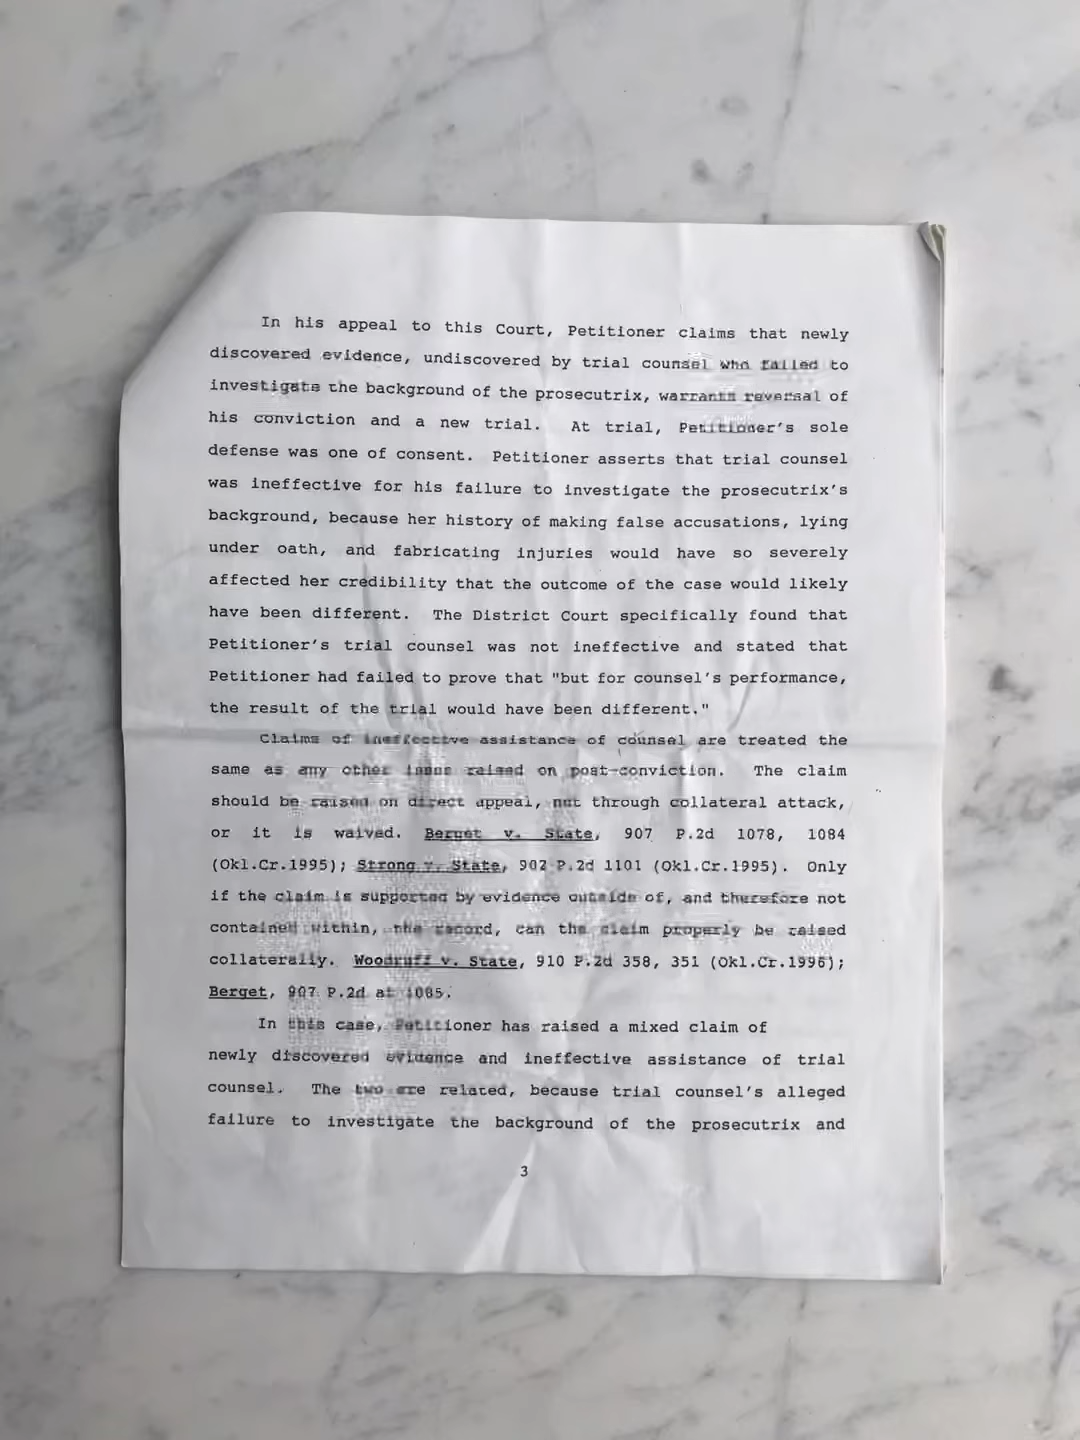 In his appeal to this Court, Petitioner claims that newly
discovered evidence, undiscovered by trial counsel who failed to
investigate the background of the prosecutrix, warrants reversal of
his conviction and a new trial. At trial, Petitioner's sole
defense was one of consent. Petitioner asserts that trial counsel
was ineffective for his failure to investigate the prosecutrix's
background, because her history of making false accusations, lying
under oath, and fabricating injuries would have so severely
affected her credibility that the outcome of the case would likely
have been different. The District Court specifically found that
Petitioner's trial counsel was not ineffective and stated that
Petitioner had failed to prove that "but for counsel's performance,
the result of the trial would have been different."
Claims of ineffective assistance of counsel are treated the
same as any other issue raised on post-conviction. The claim
should be raised on direct appeal, not through collateral attack,
or it is waived. Berget v. State, 907 P.2d 1078, 1084
(Okl.Cr.1995); Strong v. State, 902 P.2d 1101 (Okl.Cr.1995). Only
if the claim is supported by evidence outside of, and therefore not
contained within, the record, can the claim properly be raised
collaterally. Woodruff v. State, 910 P.2d 358, 351 (Okl.Cr.1996);
Berget, 907 P.2d at 1085.
In this case, Petitioner has raised a mixed claim of
newly discovered evidence and ineffective assistance of trial
counsel. The two are related, because trial counsel's alleged
failure to investigate the background of the prosecutrix and
3